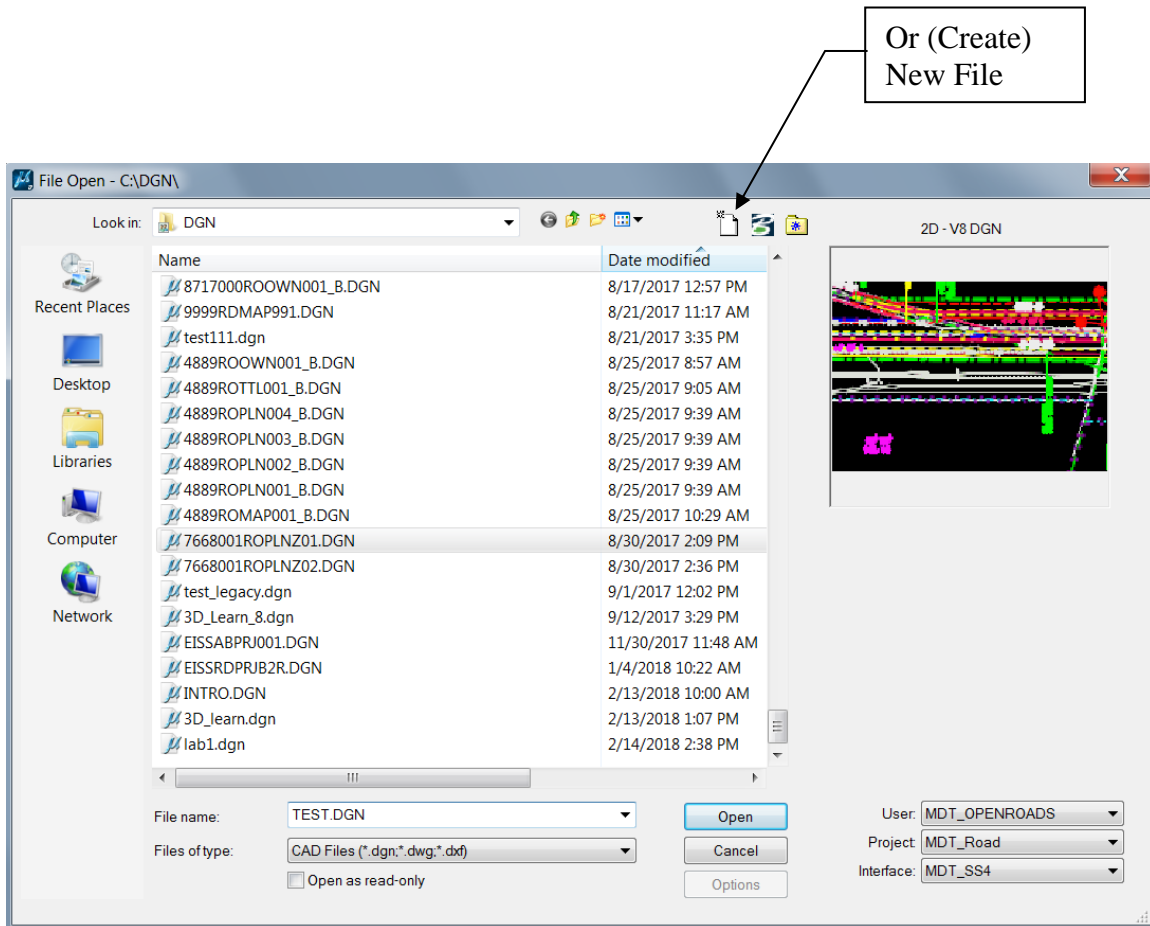 Or (Create)
New File
File Open - C:\DGN\
Look in: DGN
2D - V8 DGN
Name Date modified
8717000ROOWN001_B.DGN 8/17/2017 12:57 PM
9999RDMAP991.DGN 8/21/2017 11:17 AM
test111.dgn 8/21/2017 3:35 PM
4889ROOWN001_B.DGN 8/25/2017 8:57 AM
4889ROTTL001_B.DGN 8/25/2017 9:05 AM
4889ROPLN004_B.DGN 8/25/2017 9:39 AM
4889ROPLN003_B.DGN 8/25/2017 9:39 AM
4889ROPLN002_B.DGN 8/25/2017 9:39 AM
4889ROPLN001_B.DGN 8/25/2017 9:39 AM
4889ROMAP001_B.DGN 8/25/2017 10:29 AM
7668001ROPLNZ01.DGN 8/30/2017 2:09 PM
7668001ROPLNZ02.DGN 8/30/2017 2:36 PM
test_legacy.dgn 9/1/2017 12:02 PM
3D_Learn_8.dgn 9/12/2017 3:29 PM
EISSABPRJ001.DGN 11/30/2017 11:48 AM
EISSRDPRJB2R.DGN 1/4/2018 10:22 AM
INTRO.DGN 2/13/2018 10:00 AM
3D_learn.dgn 2/13/2018 1:07 PM
lab1.dgn 2/14/2018 2:38 PM
Recent Places
Desktop
Libraries
Computer
Network
File name: TEST.DGN Open
Files of type: CAD Files (*.dgn;*.dwg;*.dxf) Cancel
Open as read-only Options
User: MDT_OPENROADS
Project: MDT_Road
Interface: MDT_SS4